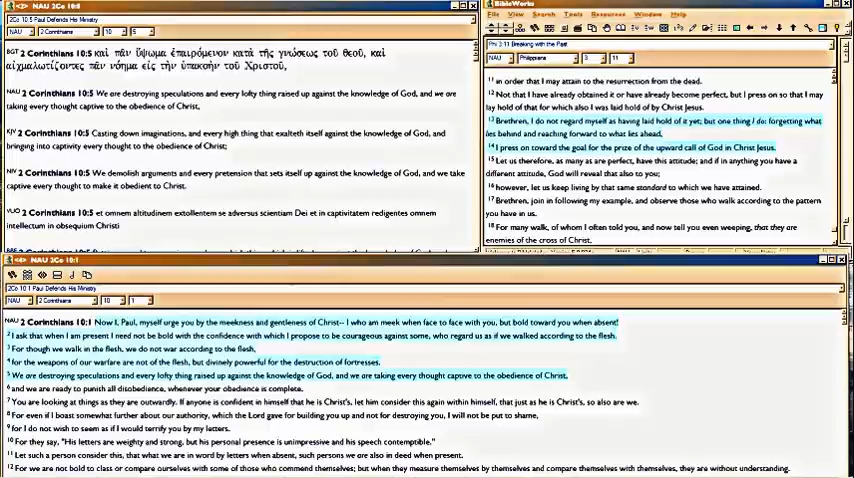 NAU 2Co 10:5
2Co 10:5 Paul Defends His Ministry
NAU 2 Corinthians 10 5
BGT 2 Corinthians 10:5 καὶ πᾶν ὕψωμα ἐπαιρόμενον κατὰ τῆς γνώσεως τοῦ θεοῦ, καὶ
αἰχμαλωτίζοντες πᾶν νόημα εἰς τὴν ὑπακοὴν τοῦ Χριστοῦ,
NAU 2 Corinthians 10:5 We are destroying speculations and every lofty thing raised up against the knowledge of God, and we are
taking every thought captive to the obedience of Christ,
KJV 2 Corinthians 10:5 Casting down imaginations, and every high thing that exalteth itself against the knowledge of God, and
bringing into captivity every thought to the obedience of Christ;
NIV 2 Corinthians 10:5 We demolish arguments and every pretension that sets itself up against the knowledge of God, and we take
captive every thought to make it obedient to Christ.
VUO 2 Corinthians 10:5 et omnem altitudinem extollentem se adversus scientiam Dei et in captivitatem redigentes omnem
intellectum in obsequium Christi
BibleWorks
File View Search Tools Resources Window Help
Phi 3:11 Breaking with the Past
NAU Philippians 3 11
11 in order that I may attain to the resurrection from the dead.
12 Not that I have already obtained it or have already become perfect, but I press on so that I may
lay hold of that for which also I was laid hold of by Christ Jesus.
13 Brethren, I do not regard myself as having laid hold of it yet; but one thing I do: forgetting what
lies behind and reaching forward to what lies ahead,
14 I press on toward the goal for the prize of the upward call of God in Christ Jesus.
15 Let us therefore, as many as are perfect, have this attitude; and if in anything you have a
different attitude, God will reveal that also to you;
16 however, let us keep living by that same standard to which we have attained.
17 Brethren, join in following my example, and observe those who walk according to the pattern
you have in us.
18 For many walk, of whom I often told you, and now tell you even weeping, that they are
enemies of the cross of Christ,
NAU 2Co 10:1
2Co 10:1 Paul Defends His Ministry
NAU 2 Corinthians 10 1
NAU 2 Corinthians 10:1 Now I, Paul, myself urge you by the meekness and gentleness of Christ-- I who am meek when face to face with you, but bold toward you when absent!
2 I ask that when I am present I need not be bold with the confidence with which I propose to be courageous against some, who regard us as if we walked according to the flesh.
3 For though we walk in the flesh, we do not war according to the flesh,
4 for the weapons of our warfare are not of the flesh, but divinely powerful for the destruction of fortresses.
5 We are destroying speculations and every lofty thing raised up against the knowledge of God, and we are taking every thought captive to the obedience of Christ,
6 and we are ready to punish all disobedience, whenever your obedience is complete.
7 You are looking at things as they are outwardly. If anyone is confident in himself that he is Christ's, let him consider this again within himself, that just as he is Christ's, so also are we.
8 For even if I boast somewhat further about our authority, which the Lord gave for building you up and not for destroying you, I will not be put to shame,
9 for I do not wish to seem as if I would terrify you by my letters.
10 For they say, "His letters are weighty and strong, but his personal presence is unimpressive and his speech contemptible."
11 Let such a person consider this, that what we are in word by letters when absent, such persons we are also in deed when present.
12 For we are not bold to class or compare ourselves with some of those who commend themselves; but when they measure themselves by themselves and compare themselves with themselves, they are without understanding.